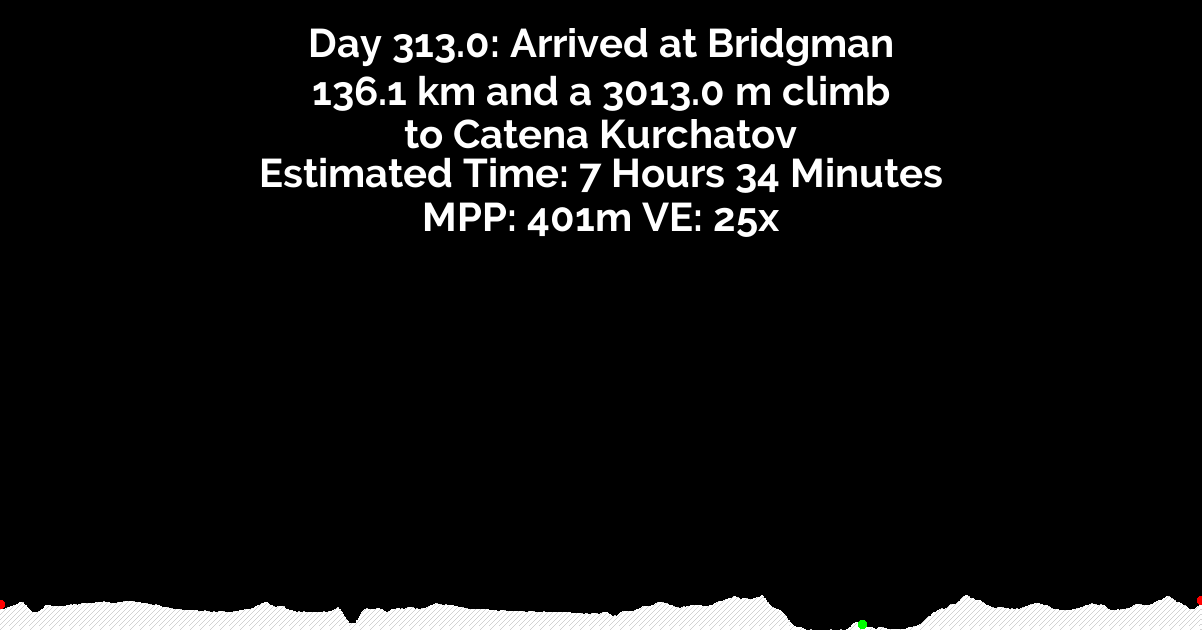 Day 313.0: Arrived at Bridgman
136.1 km and a 3013.0 m climb
to Catena Kurchatov
Estimated Time: 7 Hours 34 Minutes
MPP: 401m VE: 25x